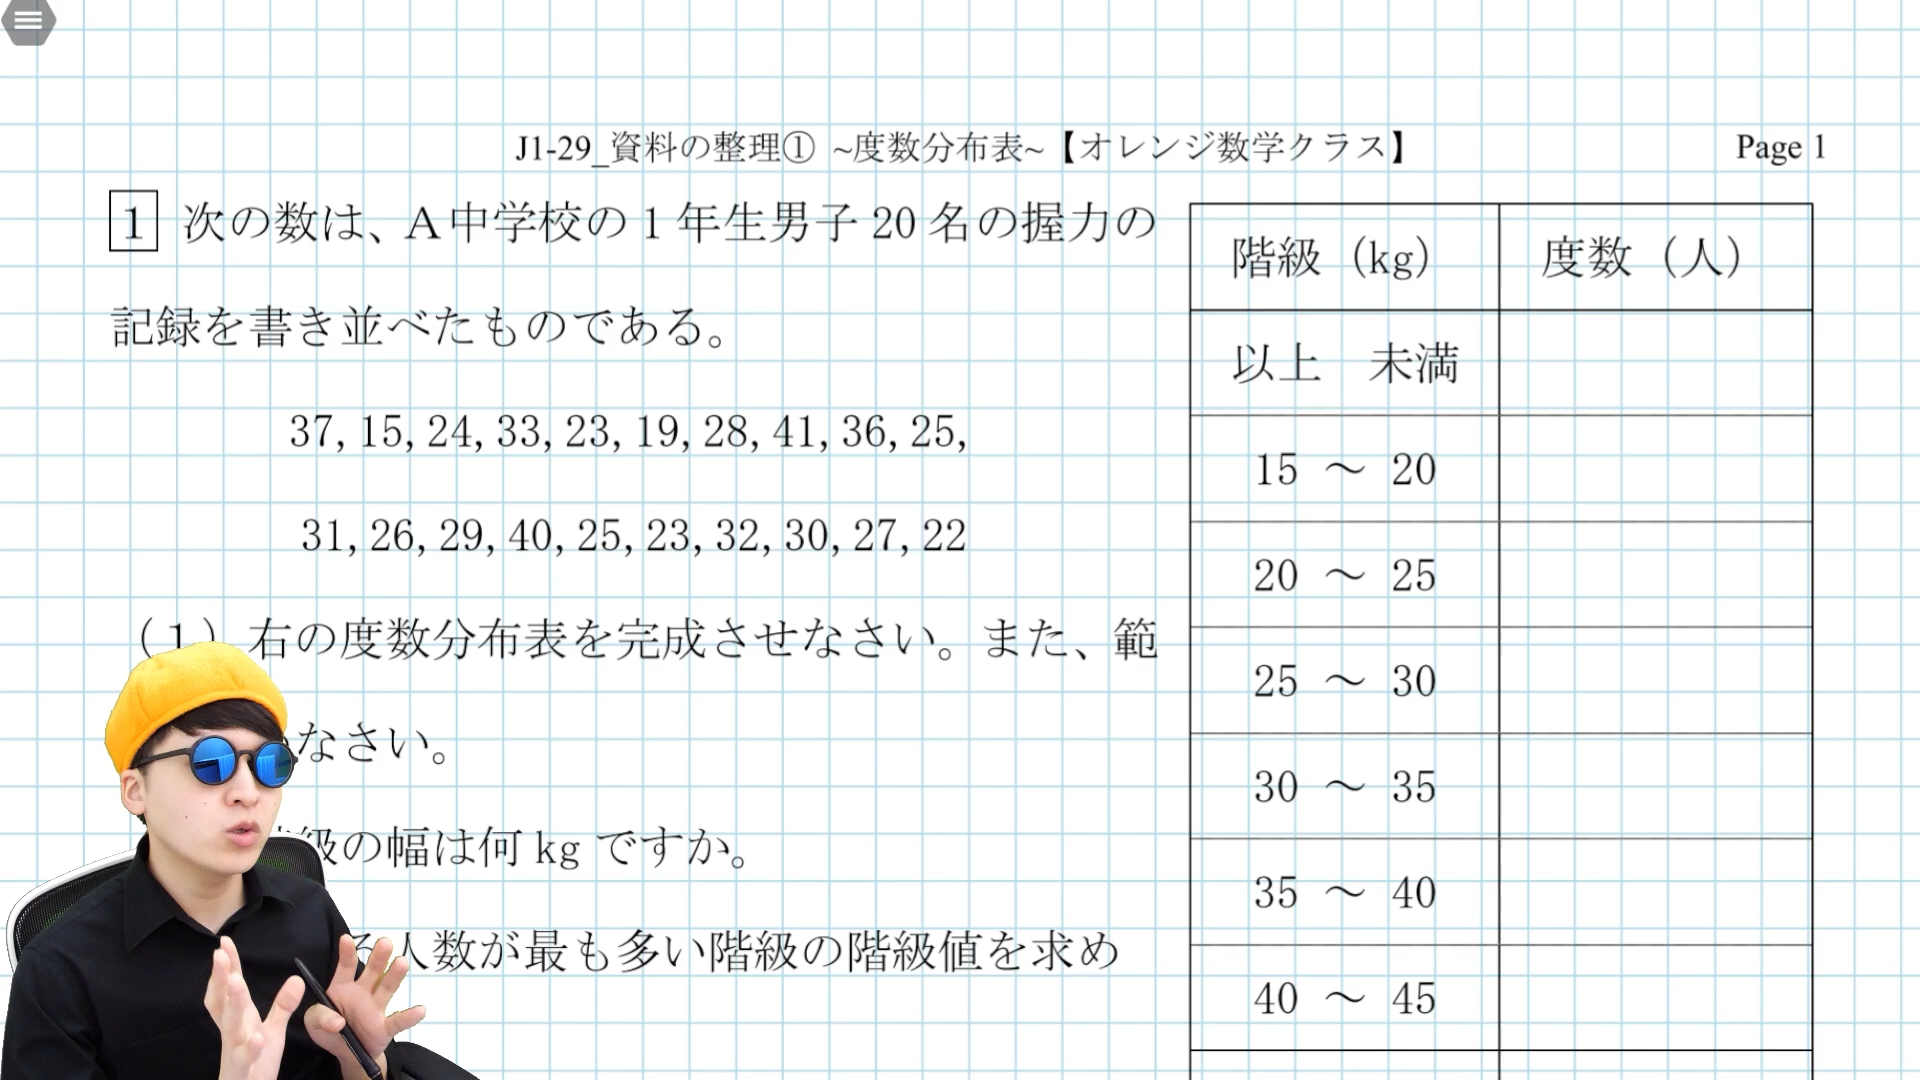 J1-29_資料の整理① ~度数分布表~【オレンジ数学クラス】
Page 1
1 次の数は、A中学校の1年生男子20名の握力の
記録を書き並べたものである。
37, 15, 24, 33, 23, 19, 28, 41, 36, 25,
31, 26, 29, 40, 25, 23, 32, 30, 27, 22
(1) 右の度数分布表を完成させなさい。また、範
なさい。
級の幅は何kgですか。
る人数が最も多い階級の階級値を求め
階級(kg) 度数(人)
以上 未満
15 ～ 20
20 ～ 25
25 ～ 30
30 ～ 35
35 ～ 40
40 ～ 45